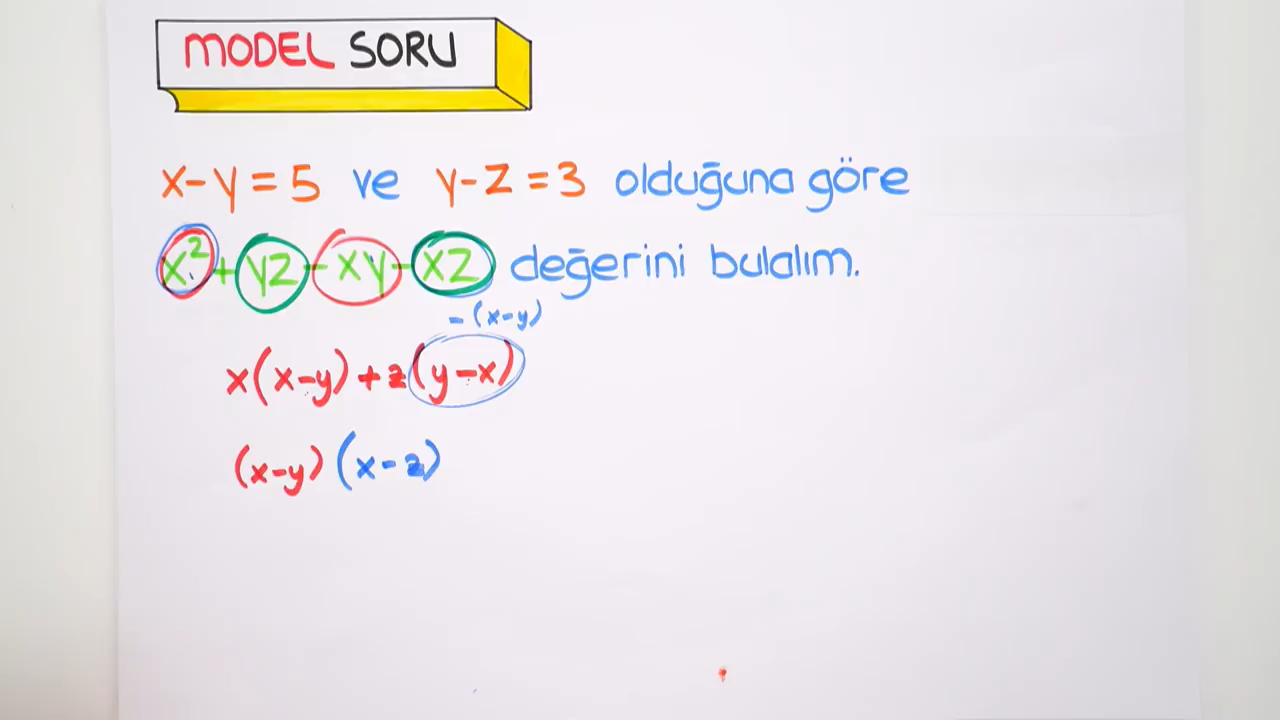 MODEL SORU
x-y=5 ve y-z=3 olduğuna göre
x²+yz-xy-xz değerini bulalım.
-(x-y)
x(x-y)+z(y-x)
(x-y)(x-z)